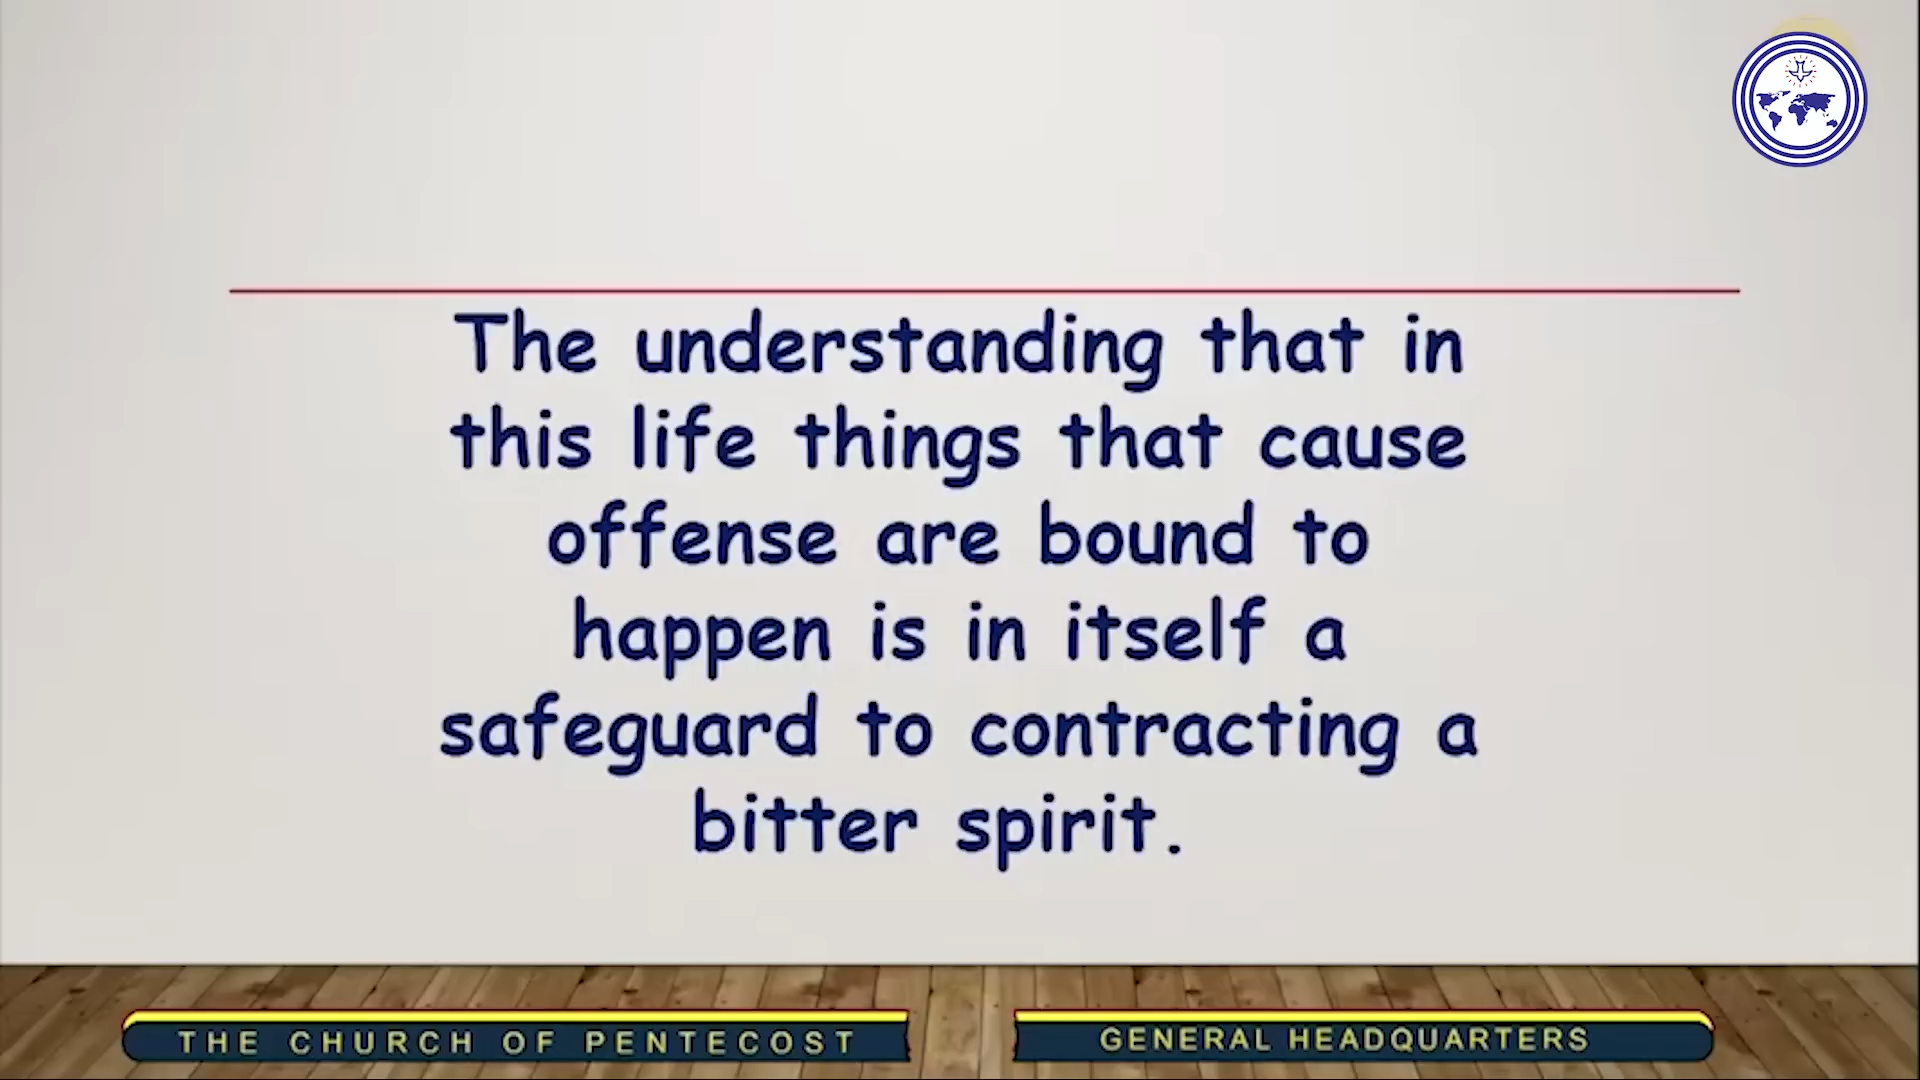 The understanding that in
this life things that cause
offense are bound to
happen is in itself a
safeguard to contracting a
bitter spirit.
THE CHURCH OF PENTECOST
GENERAL HEADQUARTERS